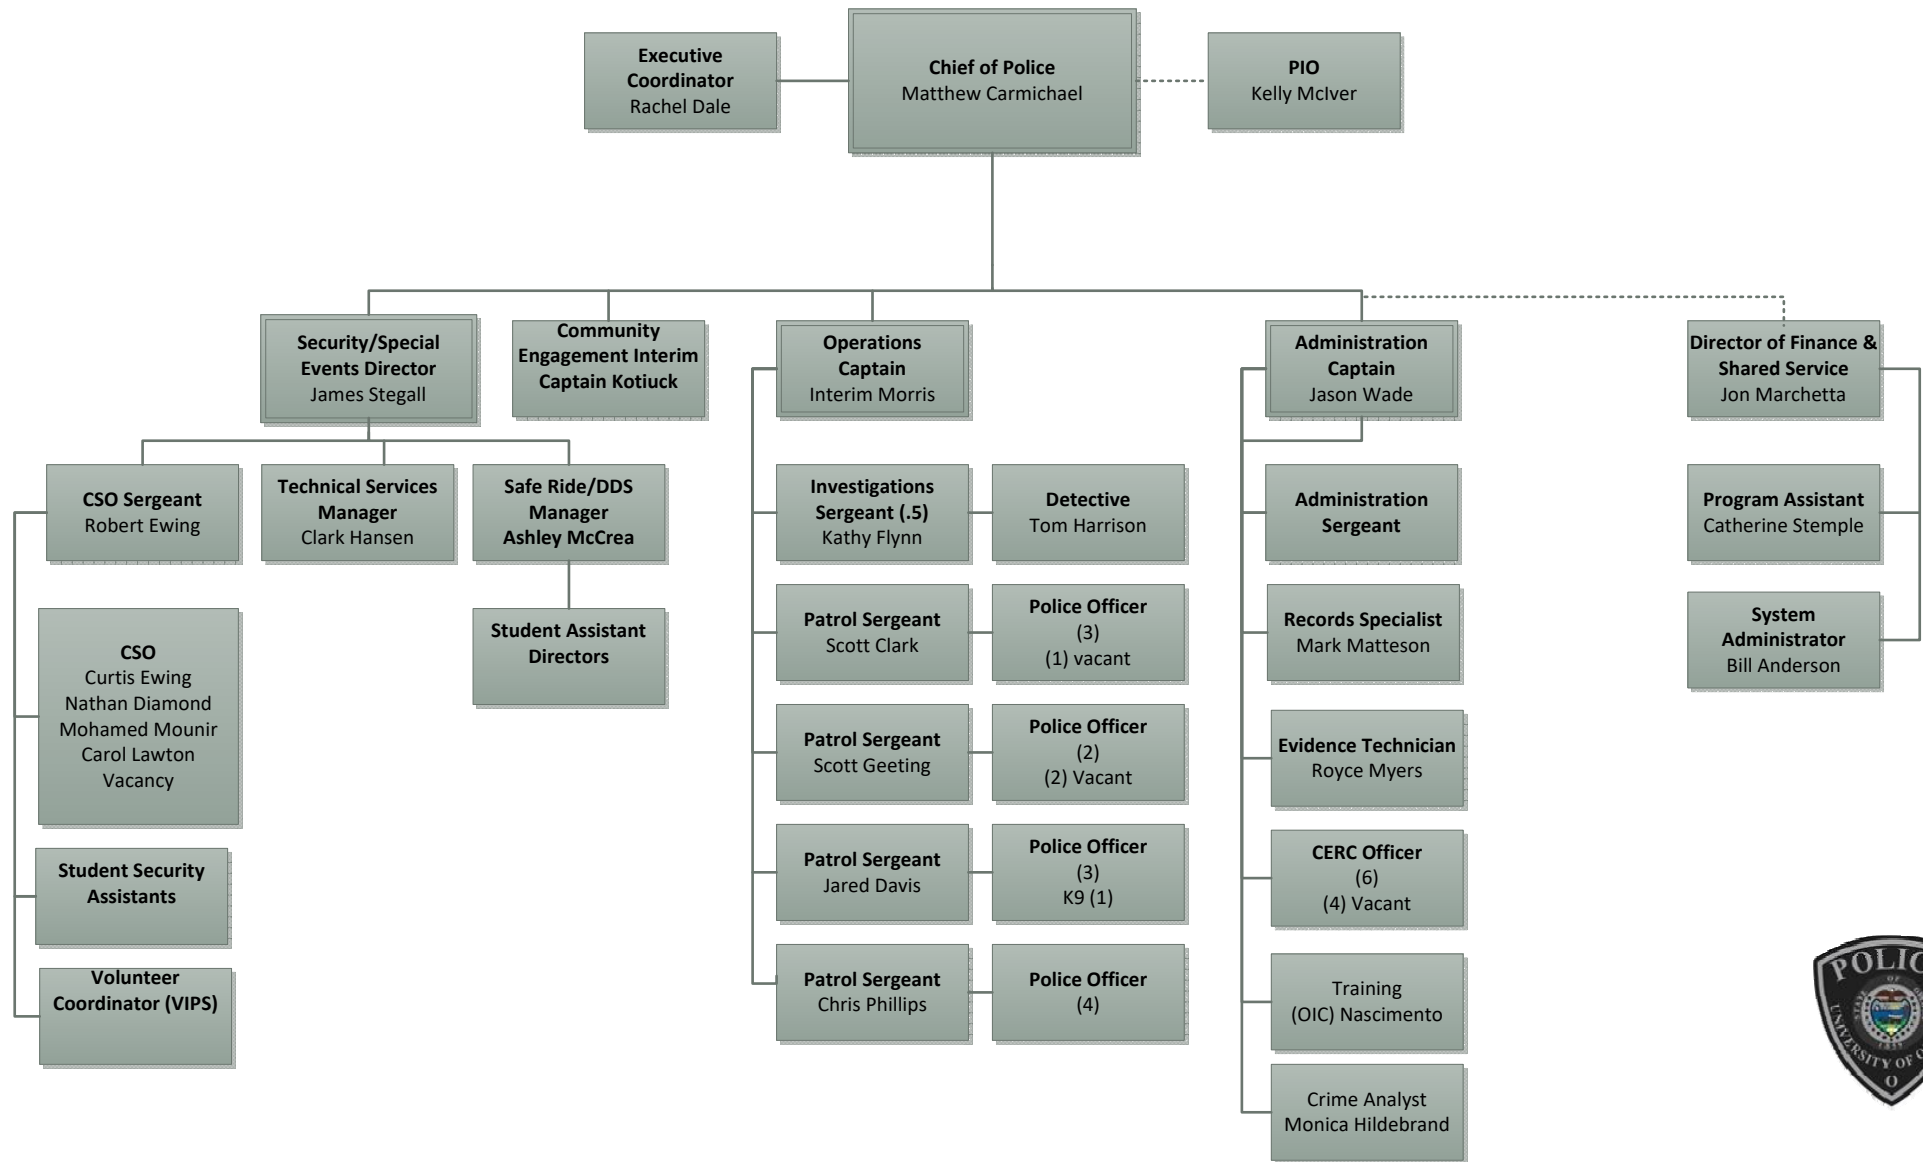 Executive
Coordinator
Rachel Dale
Chief of Police
Matthew Carmichael
PIO
Kelly McIver
Security/Special
Events Director
James Stegall
Community
Engagement Interim
Captain Kotiuck
Operations
Captain
Interim Morris
Administration
Captain
Jason Wade
Director of Finance &
Shared Service
Jon Marchetta
CSO Sergeant
Robert Ewing
Technical Services
Manager
Clark Hansen
Safe Ride/DDS
Manager
Ashley McCrea
Investigations
Sergeant (.5)
Kathy Flynn
Detective
Tom Harrison
Administration
Sergeant
Program Assistant
Catherine Stemple
CSO
Curtis Ewing
Nathan Diamond
Mohamed Mounir
Carol Lawton
Vacancy
Student Assistant
Directors
Patrol Sergeant
Scott Clark
Police Officer
(3)
(1) vacant
Records Specialist
Mark Matteson
System
Administrator
Bill Anderson
Patrol Sergeant
Scott Geeting
Police Officer
(2)
(2) Vacant
Evidence Technician
Royce Myers
Student Security
Assistants
Patrol Sergeant
Jared Davis
Police Officer
(3)
K9 (1)
CERC Officer
(6)
(4) Vacant
Volunteer
Coordinator (VIPS)
Patrol Sergeant
Chris Phillips
Police Officer
(4)
Training
(OIC) Nascimento
Crime Analyst
Monica Hildebrand
POLIC
STATE OF
1859
UNIVERSITY OF O
O